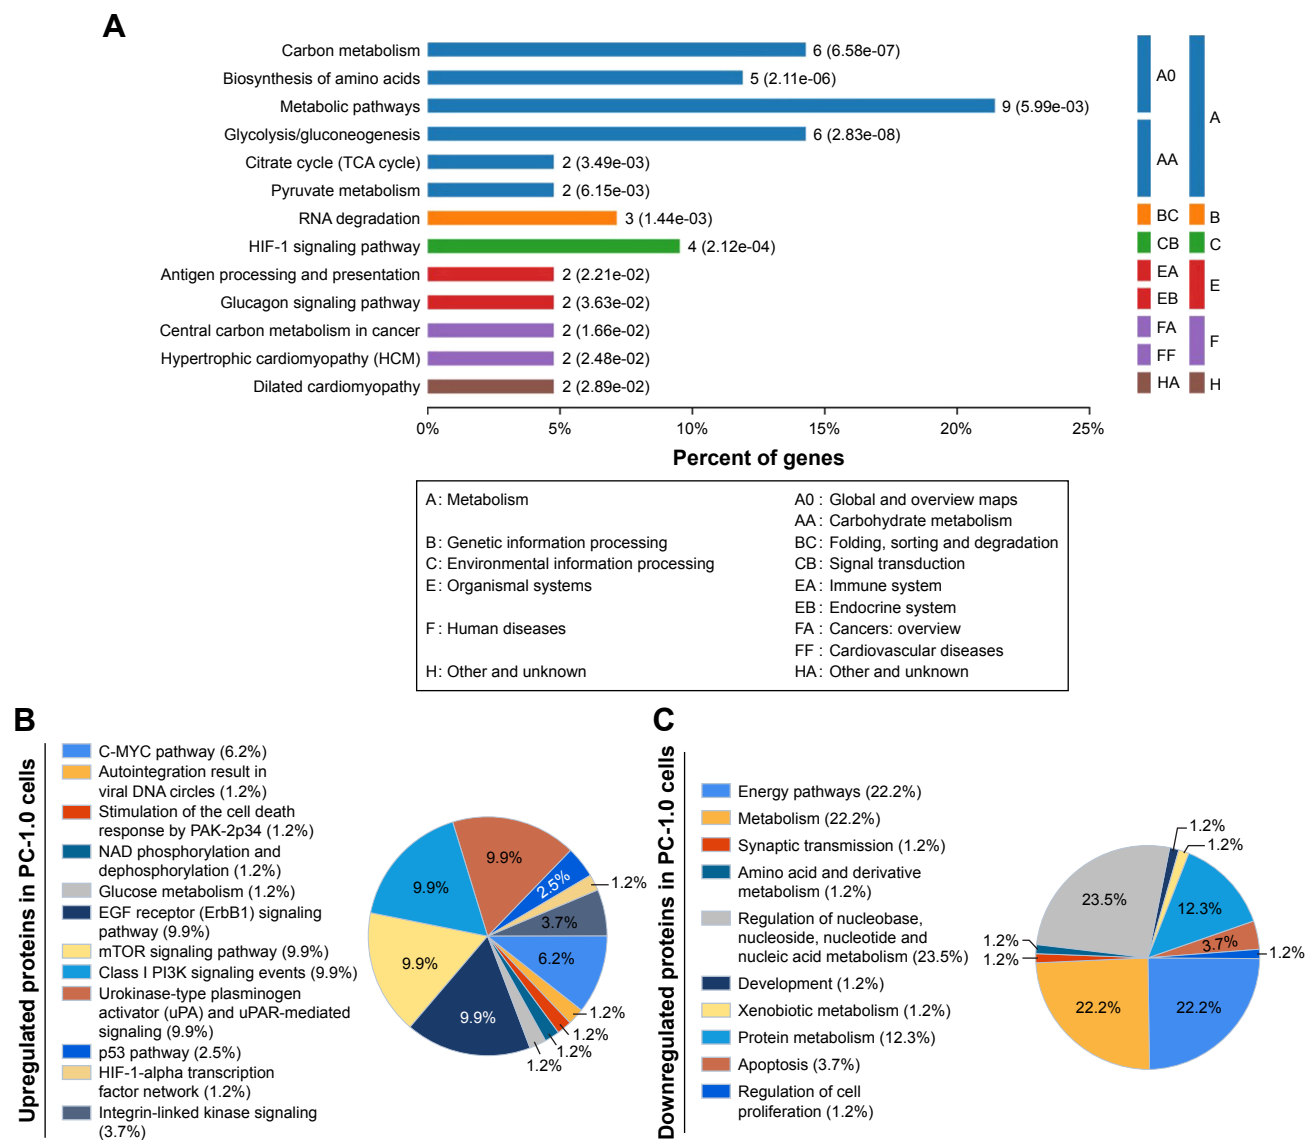 A
Carbon metabolism 6 (6.58e-07)
Biosynthesis of amino acids 5 (2.11e-06)
Metabolic pathways 9 (5.99e-03)
Glycolysis/gluconeogenesis 6 (2.83e-08)
Citrate cycle (TCA cycle) 2 (3.49e-03)
Pyruvate metabolism 2 (6.15e-03)
RNA degradation 3 (1.44e-03)
HIF-1 signaling pathway 4 (2.12e-04)
Antigen processing and presentation 2 (2.21e-02)
Glucagon signaling pathway 2 (3.63e-02)
Central carbon metabolism in cancer 2 (1.66e-02)
Hypertrophic cardiomyopathy (HCM) 2 (2.48e-02)
Dilated cardiomyopathy 2 (2.89e-02)
A0
A
AA
BC B
CB C
EA
E
EB
FA
F
FF
HA H
0% 5% 10% 15% 20% 25%
Percent of genes
A: Metabolism A0: Global and overview maps
AA: Carbohydrate metabolism
B: Genetic information processing BC: Folding, sorting and degradation
C: Environmental information processing CB: Signal transduction
E: Organismal systems EA: Immune system
EB: Endocrine system
F: Human diseases FA: Cancers: overview
FF: Cardiovascular diseases
H: Other and unknown HA: Other and unknown
B
Upregulated proteins in PC-1.0 cells
C-MYC pathway (6.2%)
Autointegration result in
viral DNA circles (1.2%)
Stimulation of the cell death
response by PAK-2p34 (1.2%)
NAD phosphorylation and
dephosphorylation (1.2%)
Glucose metabolism (1.2%)
EGF receptor (ErbB1) signaling
pathway (9.9%)
mTOR signaling pathway (9.9%)
Class I PI3K signaling events (9.9%)
Urokinase-type plasminogen
activator (uPA) and uPAR-mediated
signaling (9.9%)
p53 pathway (2.5%)
HIF-1-alpha transcription
factor network (1.2%)
Integrin-linked kinase signaling
(3.7%)
9.9%
2.5%
1.2%
9.9%
3.7%
6.2%
9.9%
9.9%
1.2%
1.2%
1.2%
1.2%
C
Downregulated proteins in PC-1.0 cells
Energy pathways (22.2%)
Metabolism (22.2%)
Synaptic transmission (1.2%)
Amino acid and derivative
metabolism (1.2%)
Regulation of nucleobase,
nucleoside, nucleotide and
nucleic acid metabolism (23.5%)
Development (1.2%)
Xenobiotic metabolism (1.2%)
Protein metabolism (12.3%)
Apoptosis (3.7%)
Regulation of cell
proliferation (1.2%)
1.2%
1.2%
23.5%
12.3%
1.2%
3.7%
1.2%
1.2%
22.2%
22.2%